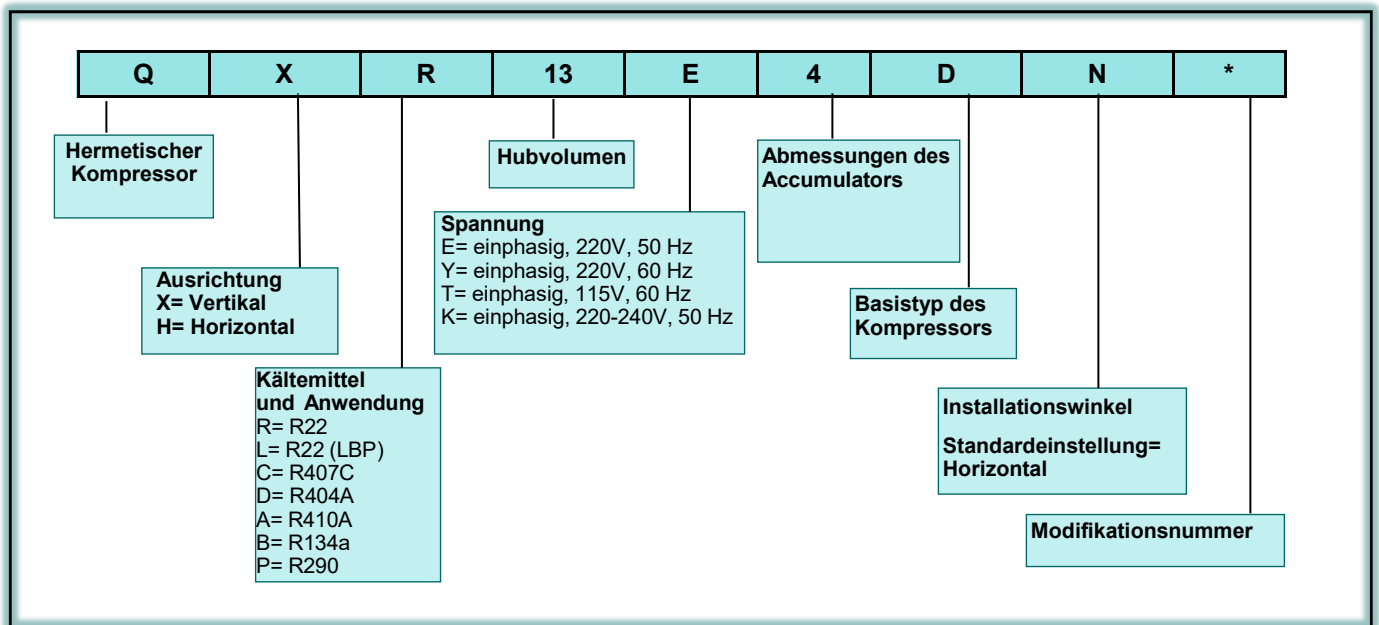 Q X R 13 E 4 D N *
Hermetischer
Kompressor
Hubvolumen
Abmessungen des
Accumulators
Spannung
E= einphasig, 220V, 50 Hz
Y= einphasig, 220V, 60 Hz
T= einphasig, 115V, 60 Hz
K= einphasig, 220-240V, 50 Hz
Ausrichtung
X= Vertikal
H= Horizontal
Basistyp des
Kompressors
Kältemittel
und Anwendung
R= R22
L= R22 (LBP)
C= R407C
D= R404A
A= R410A
B= R134a
P= R290
Installationswinkel
Standardeinstellung=
Horizontal
Modifikationsnummer